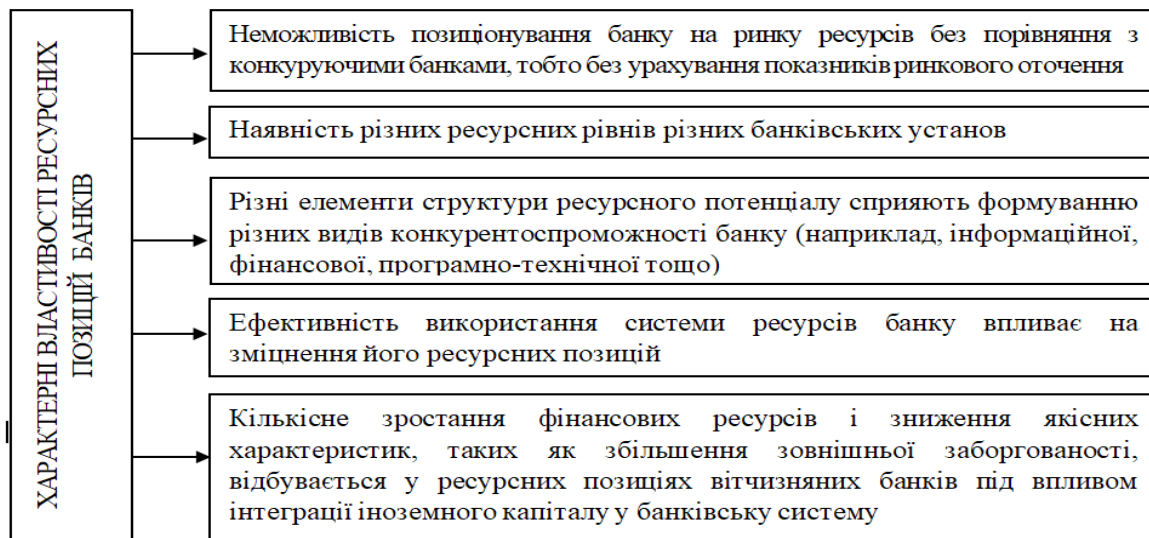 ХАРАКТЕРНІ ВЛАСТИВОСТІ РЕСУРСНИХ
ПОЗИЦІЙ БАНКІВ
Неможливість позиціонування банку на ринку ресурсів без порівняння з
конкуруючими банками, тобто без урахування показників ринкового оточення
Наявність різних ресурсних рівнів різних банківських установ
Різні елементи структури ресурсного потенціалу сприяють формуванню
різних видів конкурентоспроможності банку (наприклад, інформаційної,
фінансової, програмно-технічної тощо)
Ефективність використання системи ресурсів банку впливає на
зміцнення його ресурсних позицій
Кількісне зростання фінансових ресурсів і зниження якісних
характеристик, таких як збільшення зовнішньої заборгованості,
відбувається у ресурсних позиціях вітчизняних банків під впливом
інтеграції іноземного капіталу у банківську систему